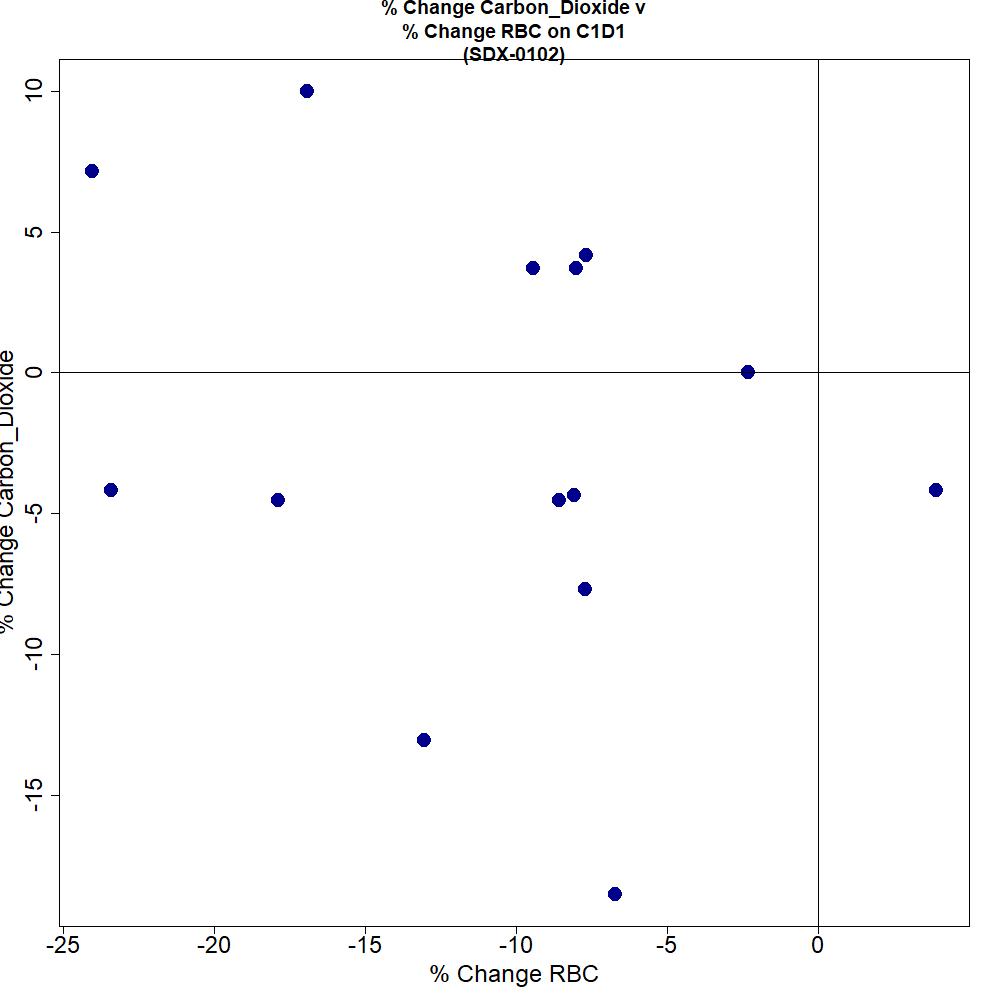 % Change Carbon_Dioxide v
% Change RBC on C1D1
(SDX-0102)
10
5
0
-5
-10
-15
% Change Carbon_Dioxide
-25
-20
-15
-10
-5
0
% Change RBC